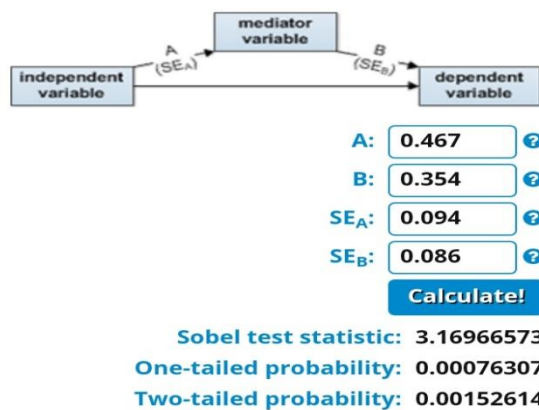 mediator
variable
A
(SEA)
B
(SEB)
independent
variable
dependent
variable
A: 0.467 ?
B: 0.354 ?
SEA: 0.094 ?
SEB: 0.086 ?
Calculate!
Sobel test statistic: 3.16966573
One-tailed probability: 0.00076307
Two-tailed probability: 0.00152614